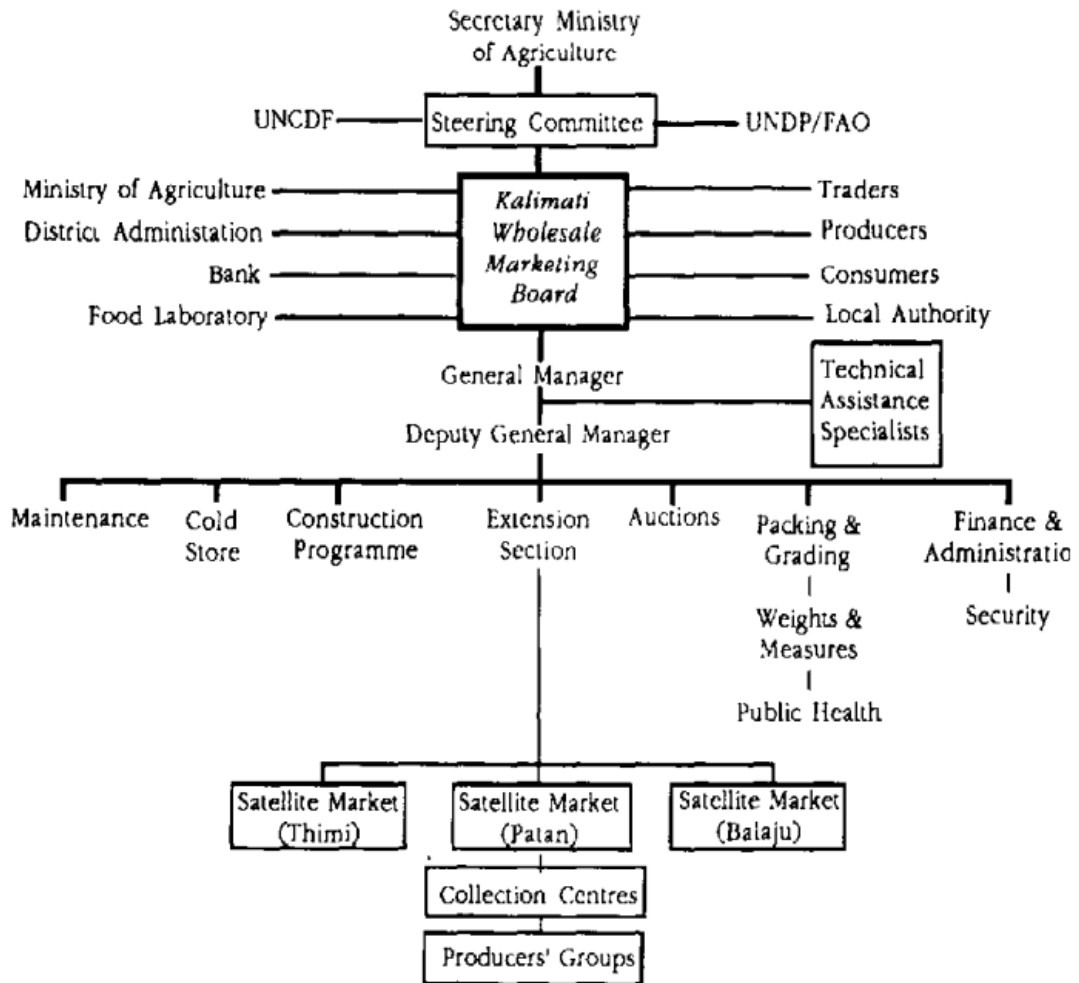 Secretary Ministry
of Agriculture
UNCDF
Steering Committee
UNDP/FAO
Ministry of Agriculture
District Administation
Bank
Food Laboratory
Kalimati
Wholesale
Marketing
Board
Traders
Producers
Consumers
Local Authority
General Manager
Technical
Assistance
Specialists
Deputy General Manager
Maintenance
Cold
Store
Construction
Programme
Extension
Section
Auctions
Packing &
Grading
Weights &
Measures
Public Health
Finance &
Administratio
Security
Satellite Market
(Thimi)
Satellite Market
(Patan)
Satellite Market
(Balaju)
Collection Centres
Producers' Groups